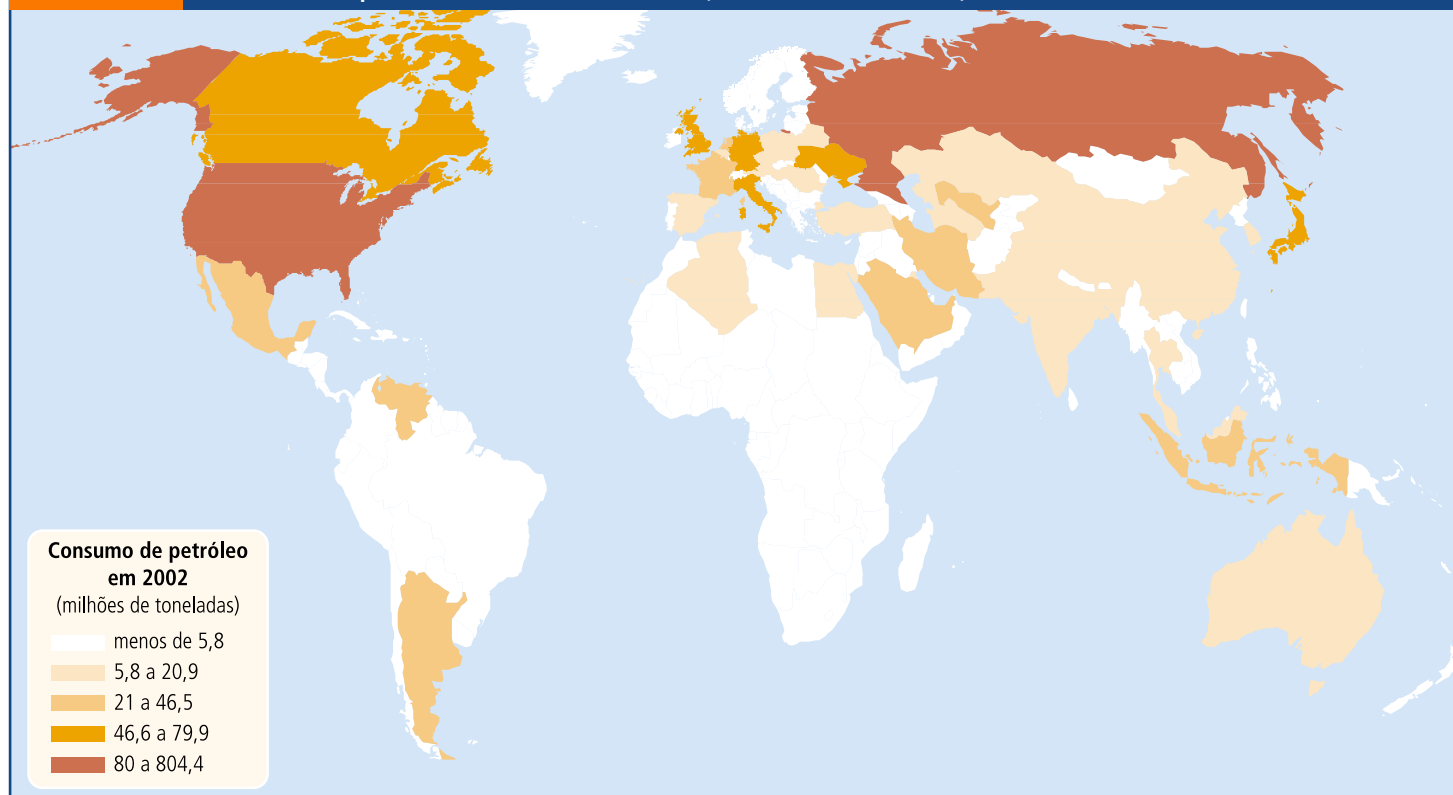 Consumo de petróleo
em 2002
(milhões de toneladas)
menos de 5,8
5,8 a 20,9
21 a 46,5
46,6 a 79,9
80 a 804,4